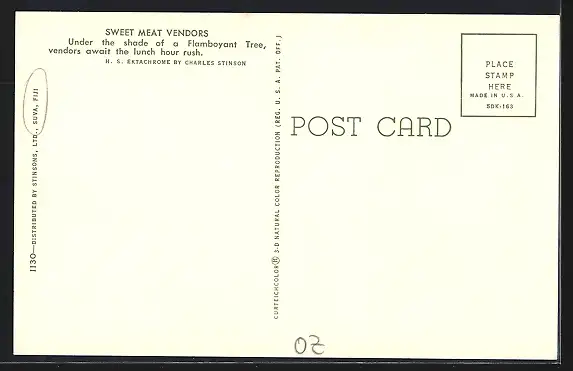 SWEET MEAT VENDORS
Under the shade of a Flamboyant Tree,
vendors await the lunch hour rush.
H. S. EKTACHROME BY CHARLES STINSON
1130—DISTRIBUTED BY STINSONS, LTD., SUVA, FIJI
CURTEICHCOLOR® 3-D NATURAL COLOR REPRODUCTION (REG. U. S. A. PAT. OFF.)
POST CARD
PLACE
STAMP
HERE
MADE IN U. S. A.
5DK-163
OZ